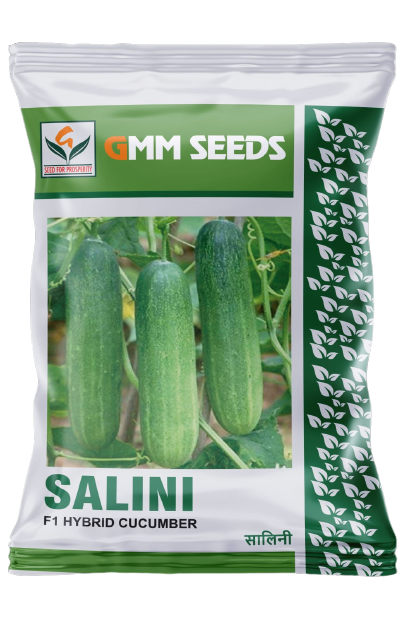 G
SEED FOR PROSPERITY
GMM SEEDS
SALINI
F1 HYBRID CUCUMBER
सालिनी